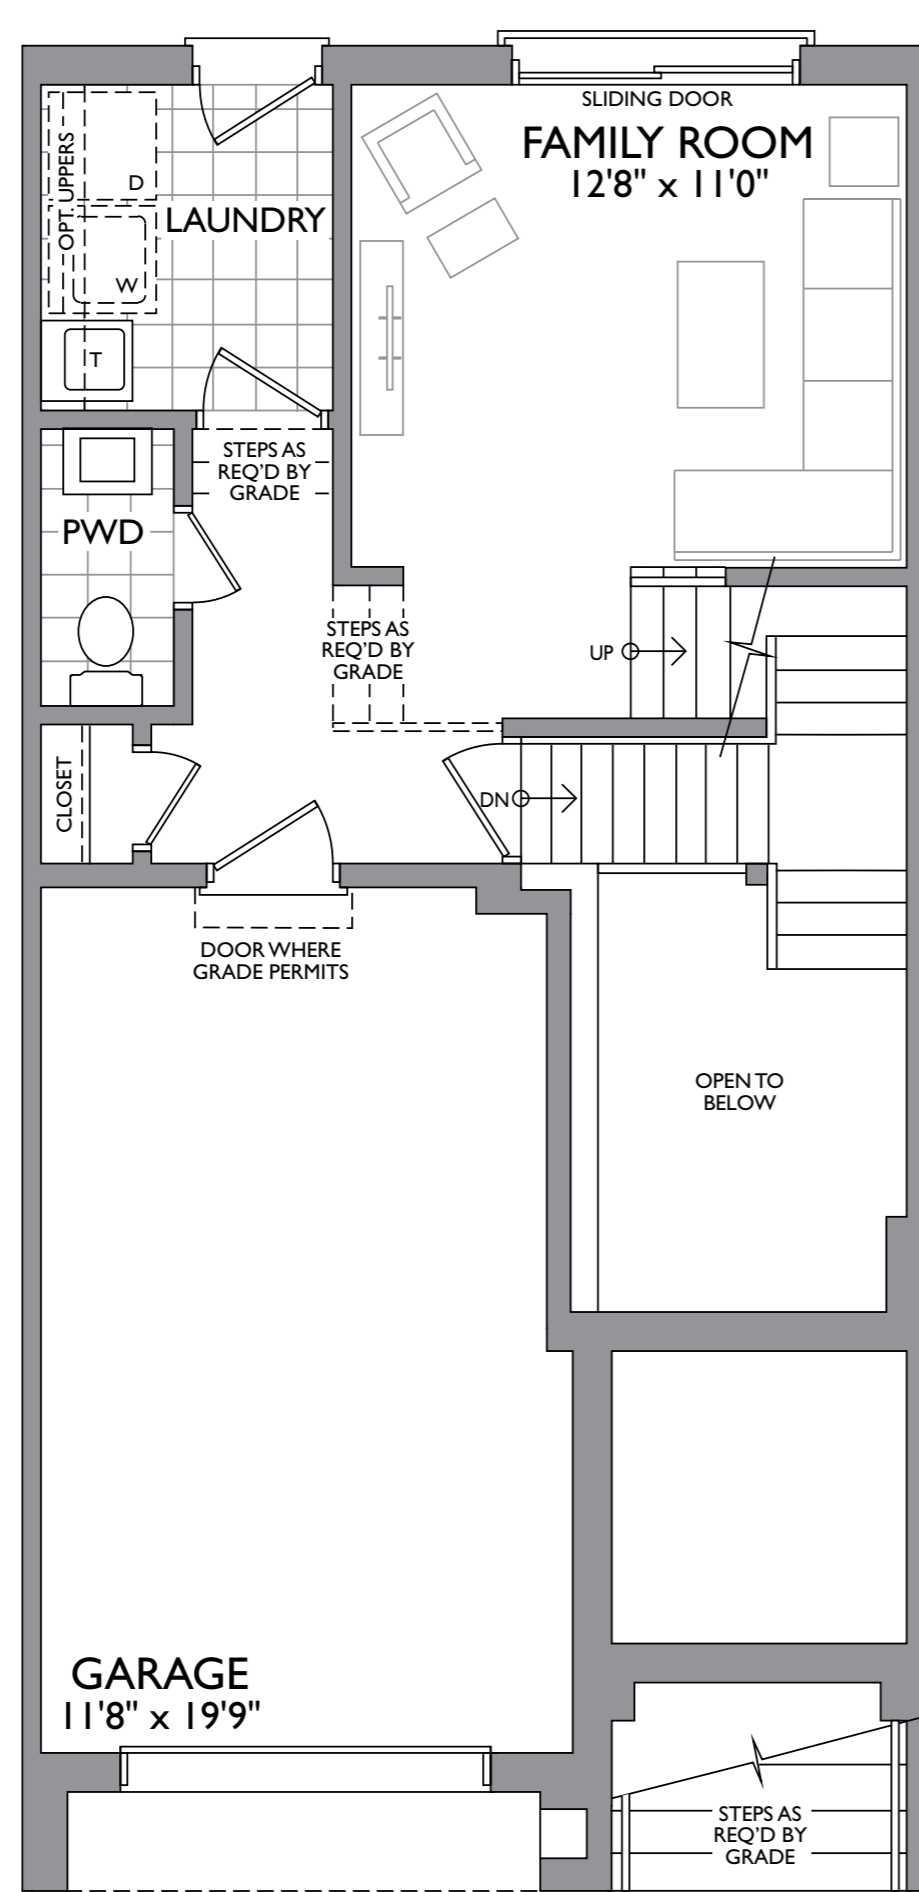 SLIDING DOOR
FAMILY ROOM
12'8" x 11'0"
OPT. UPPERS
D
LAUNDRY
W
T
STEPS AS
REQ'D BY
GRADE
PWD
STEPS AS
REQ'D BY
GRADE
UP
CLOSET
DN
DOOR WHERE
GRADE PERMITS
OPEN TO
BELOW
GARAGE
11'8" x 19'9"
STEPS AS
REQ'D BY
GRADE